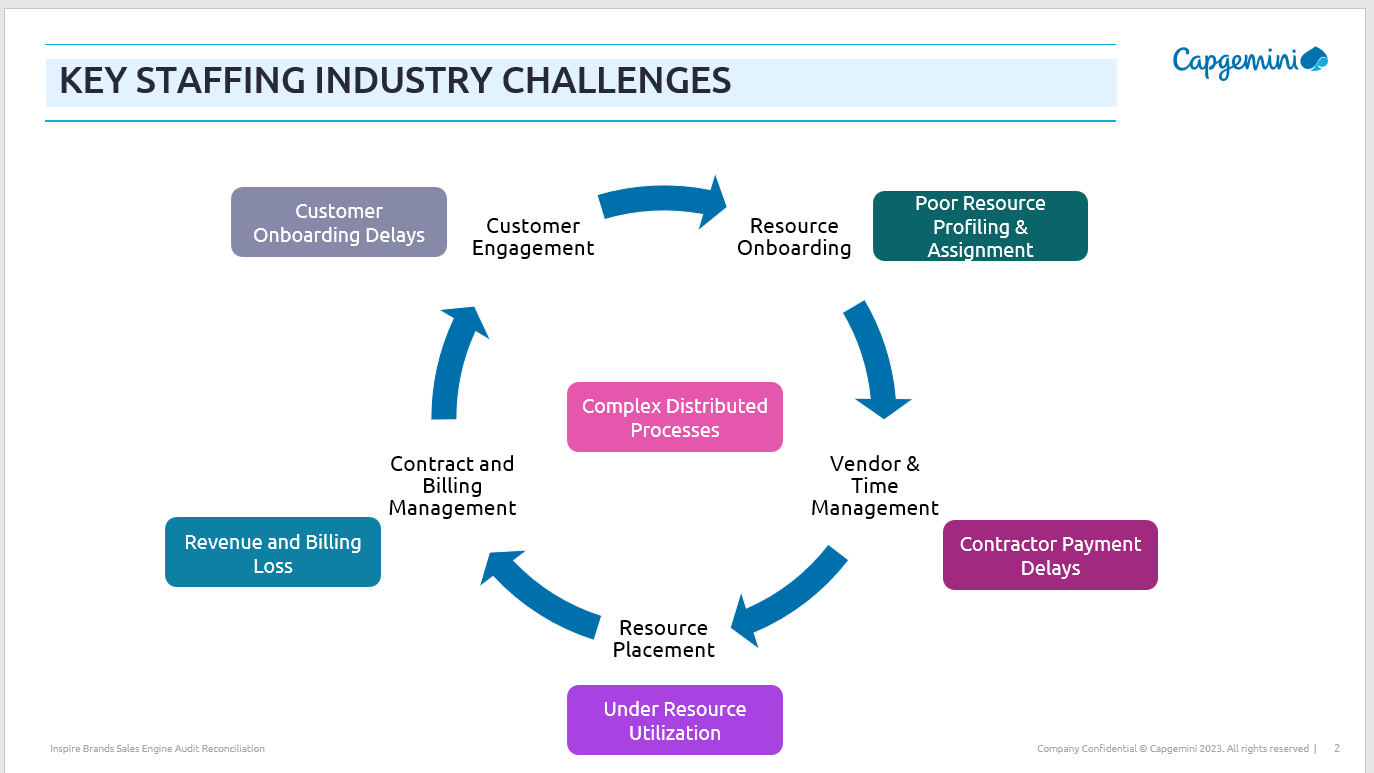 KEY STAFFING INDUSTRY CHALLENGES
Capgemini
Customer
Onboarding Delays
Customer
Engagement
Resource
Onboarding
Poor Resource
Profiling &
Assignment
Complex Distributed
Processes
Contract and
Billing
Management
Vendor &
Time
Management
Revenue and Billing
Loss
Contractor Payment
Delays
Resource
Placement
Under Resource
Utilization
Inspire Brands Sales Engine Audit Reconciliation
Company Confidential © Capgemini 2023. All rights reserved | 2